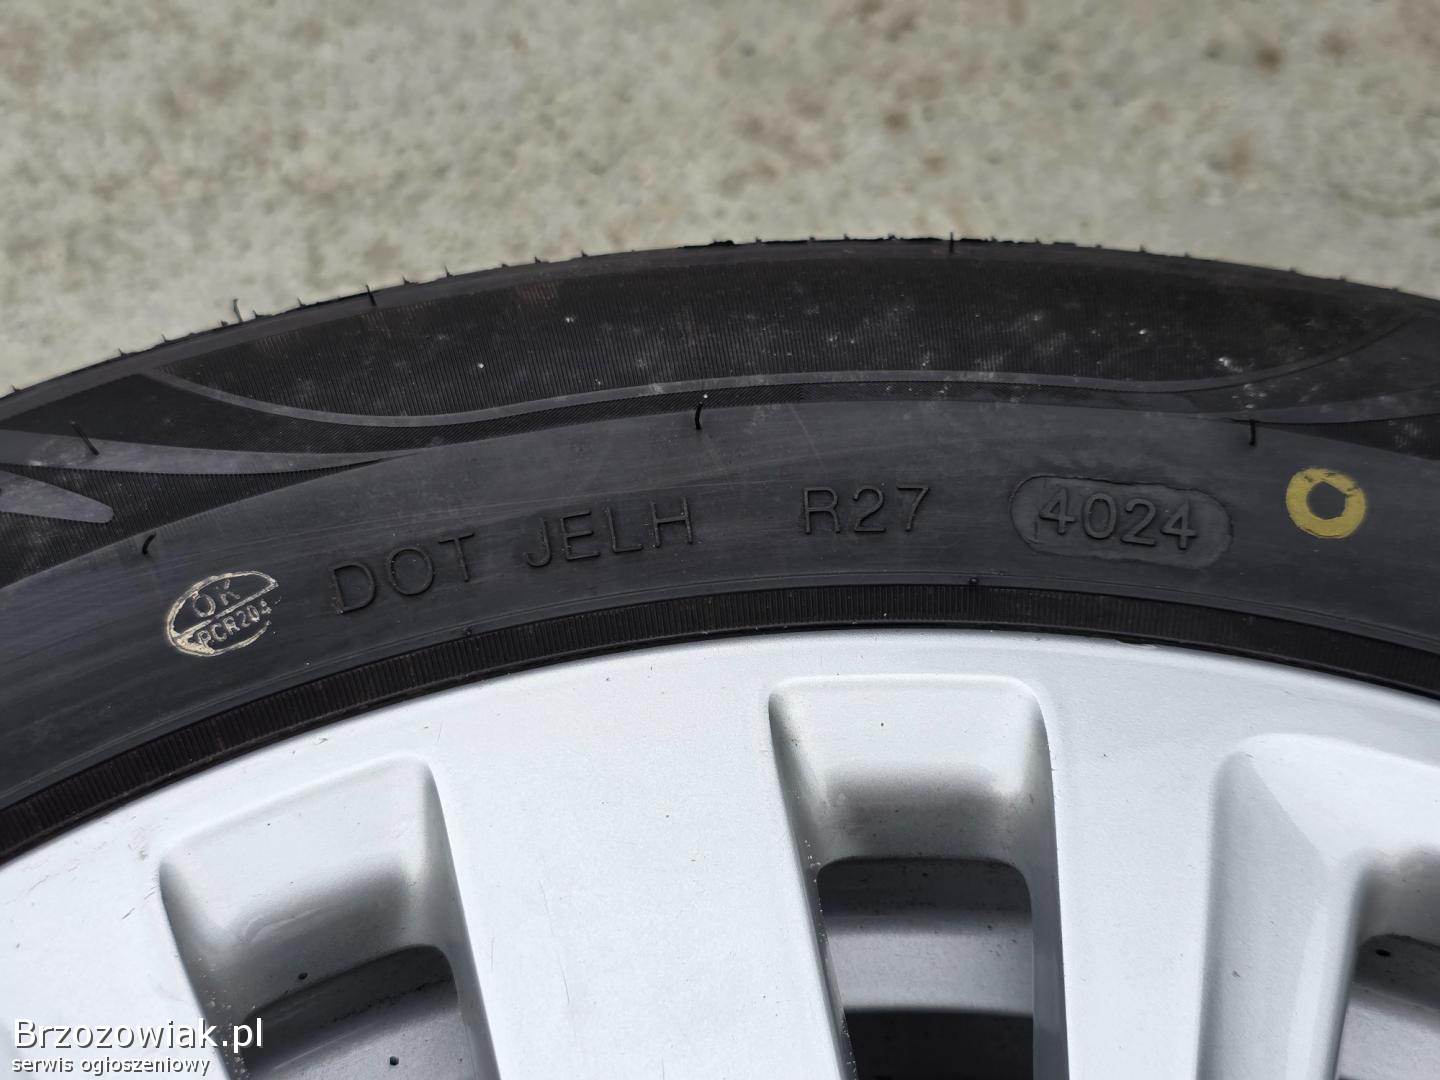 OK
PCR204
DOT JELH R27 4024
Brzozowiak.pl
serwis ogłoszeniowy